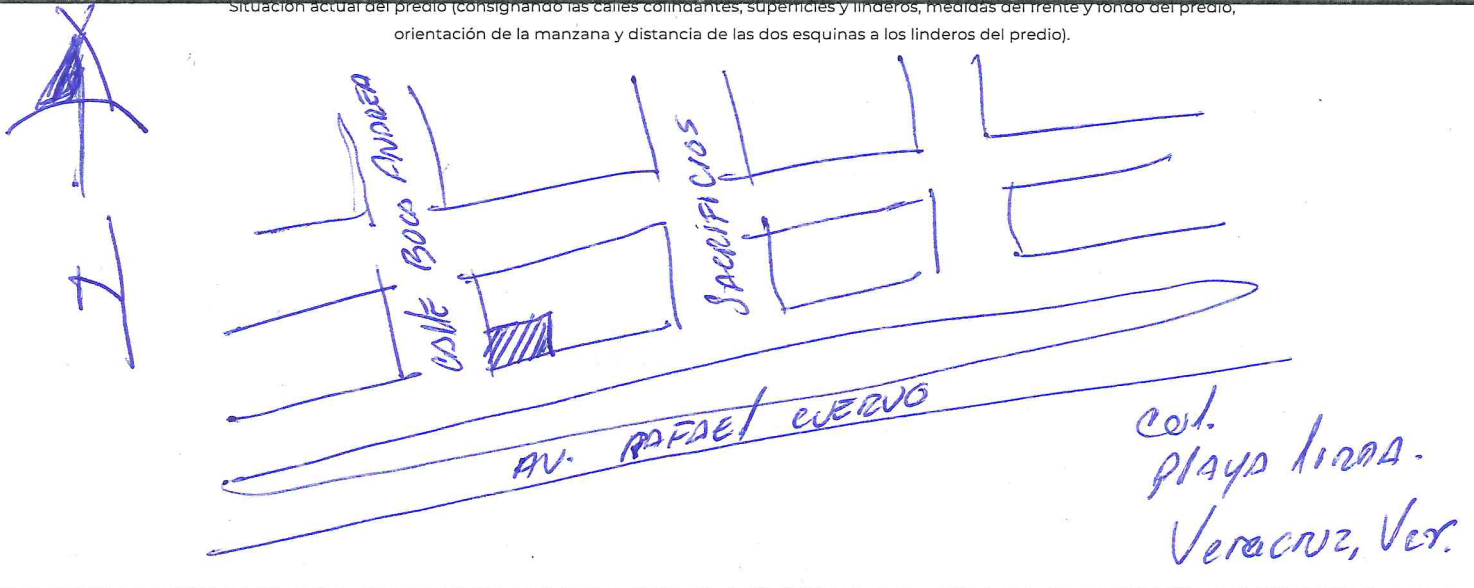 Situación actual del predio (consignando las calles colindantes, superficies y linderos, medidas del frente y fondo del predio,
orientación de la manzana y distancia de las dos esquinas a los linderos del predio).
CALLE BOCA ANDREA
SACRIFICIOS
AV. RAFAEL CUERVO
COL.
PLAYA LINDA.
Veracruz, Ver.